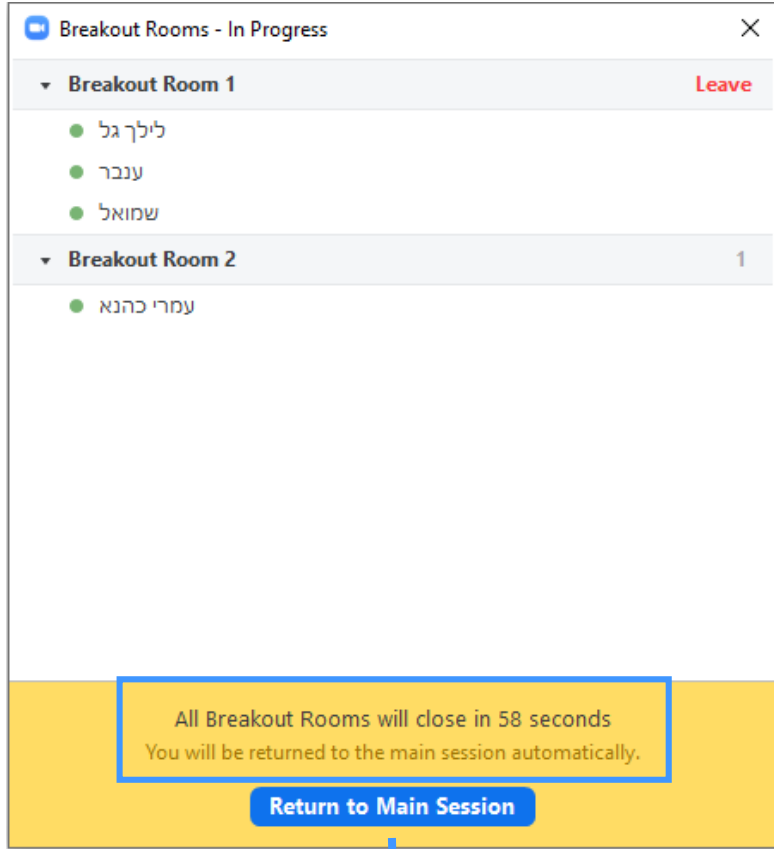 Breakout Rooms - In Progress
Breakout Room 1 Leave
לילך גל
ענבר
שמואל
Breakout Room 2 1
עמרי כהנא
All Breakout Rooms will close in 58 seconds
You will be returned to the main session automatically.
Return to Main Session